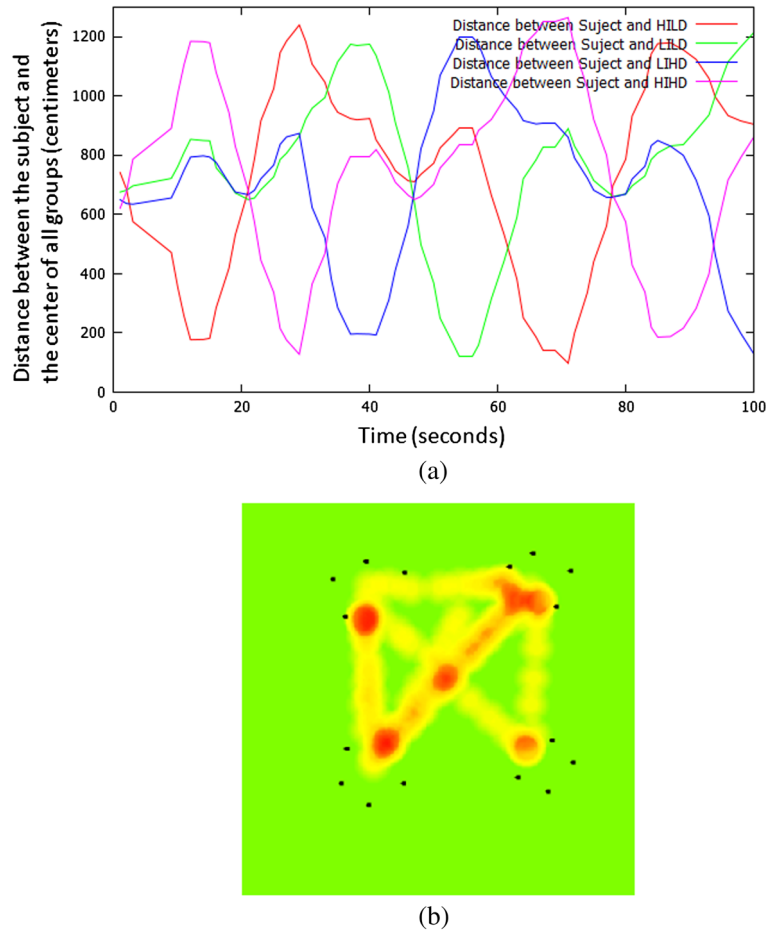 Distance between the subject and
the center of all groups (centimeters)
1200
1000
800
600
400
200
0
Distance between Suject and HILD
Distance between Suject and LILD
Distance between Suject and LIHD
Distance between Suject and HIHD
0 20 40 60 80 100
Time (seconds)
(a)
(b)